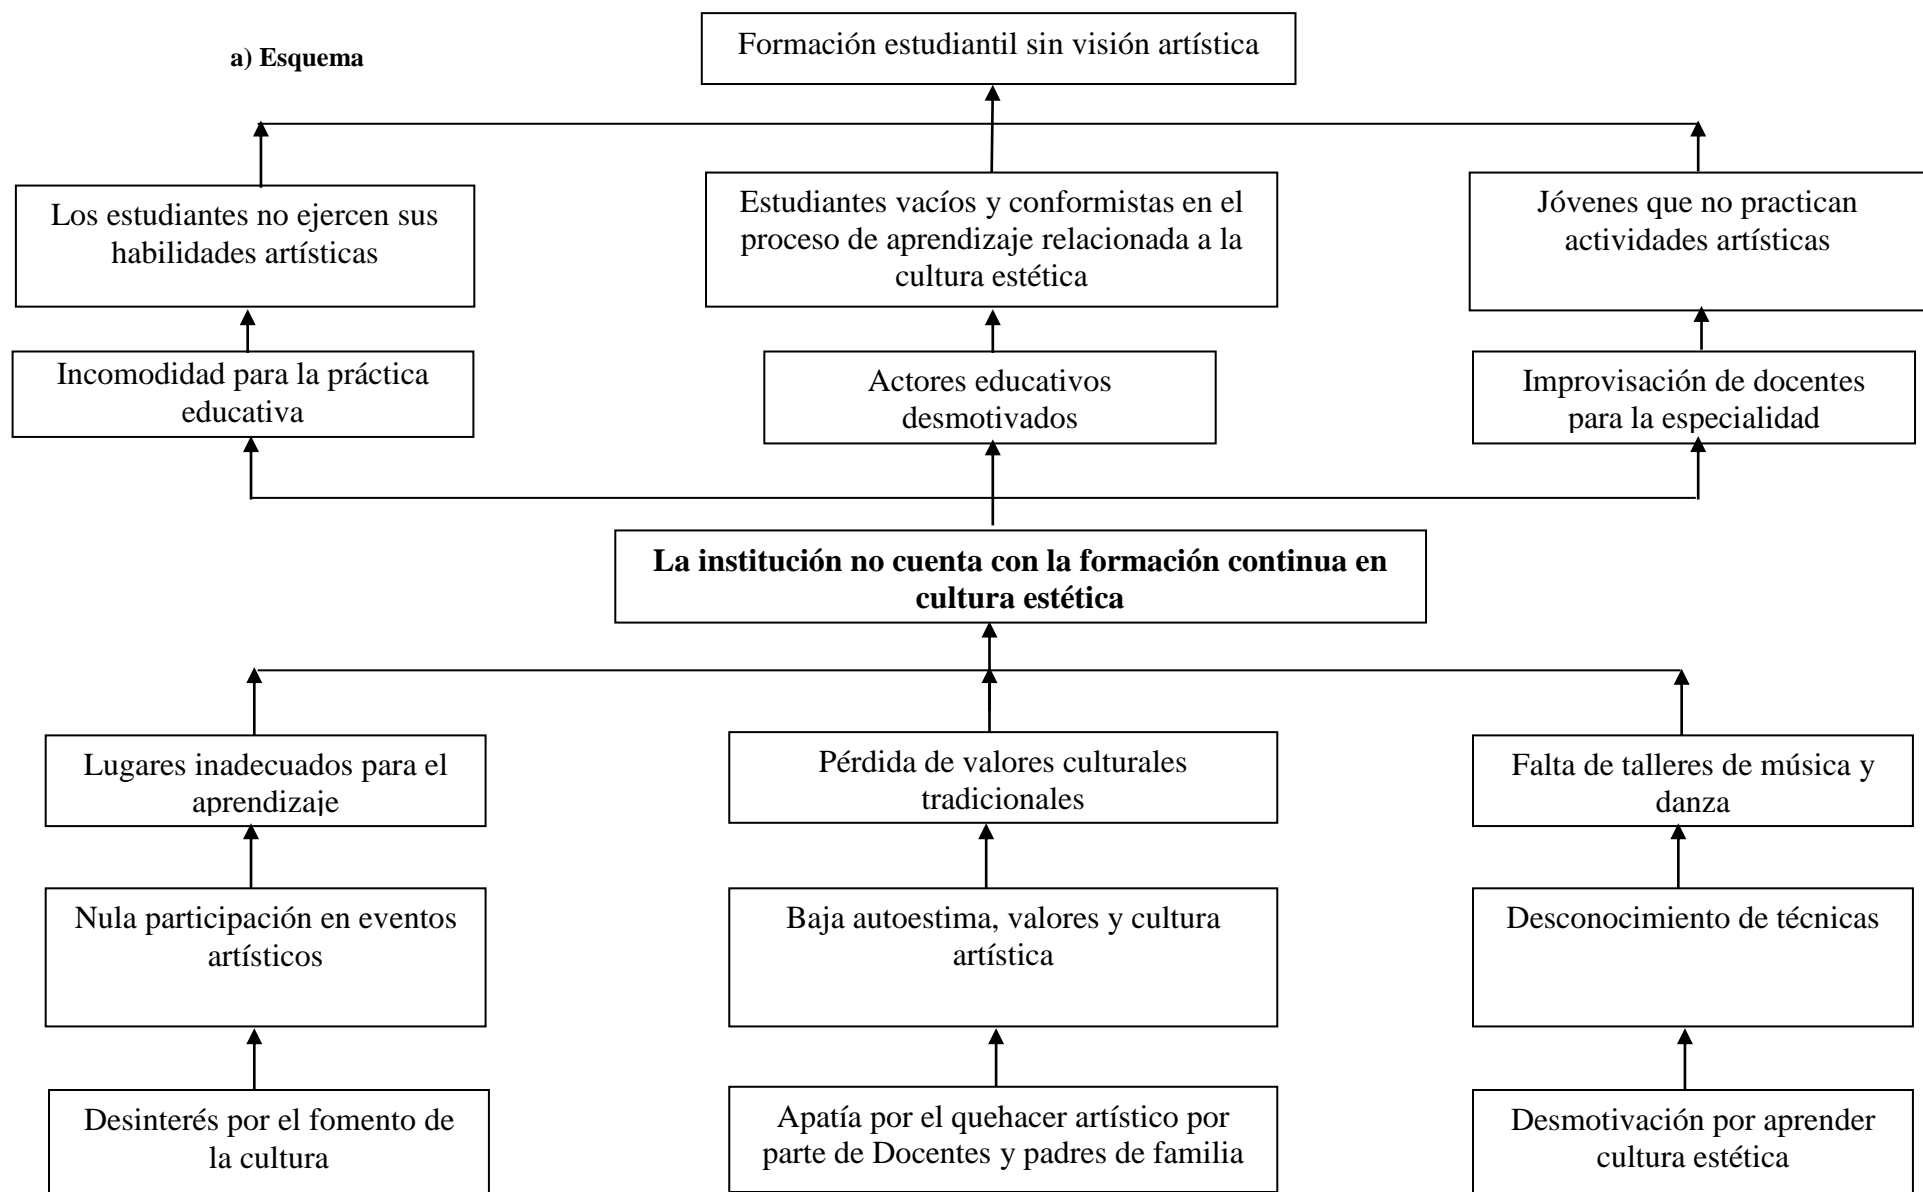 a) Esquema
Formación estudiantil sin visión artística
Los estudiantes no ejercen sus
habilidades artísticas
Estudiantes vacíos y conformistas en el
proceso de aprendizaje relacionada a la
cultura estética
Jóvenes que no practican
actividades artísticas
Incomodidad para la práctica
educativa
Actores educativos
desmotivados
Improvisación de docentes
para la especialidad
La institución no cuenta con la formación continua en
cultura estética
Lugares inadecuados para el
aprendizaje
Pérdida de valores culturales
tradicionales
Falta de talleres de música y
danza
Nula participación en eventos
artísticos
Baja autoestima, valores y cultura
artística
Desconocimiento de técnicas
Desinterés por el fomento de
la cultura
Apatía por el quehacer artístico por
parte de Docentes y padres de familia
Desmotivación por aprender
cultura estética